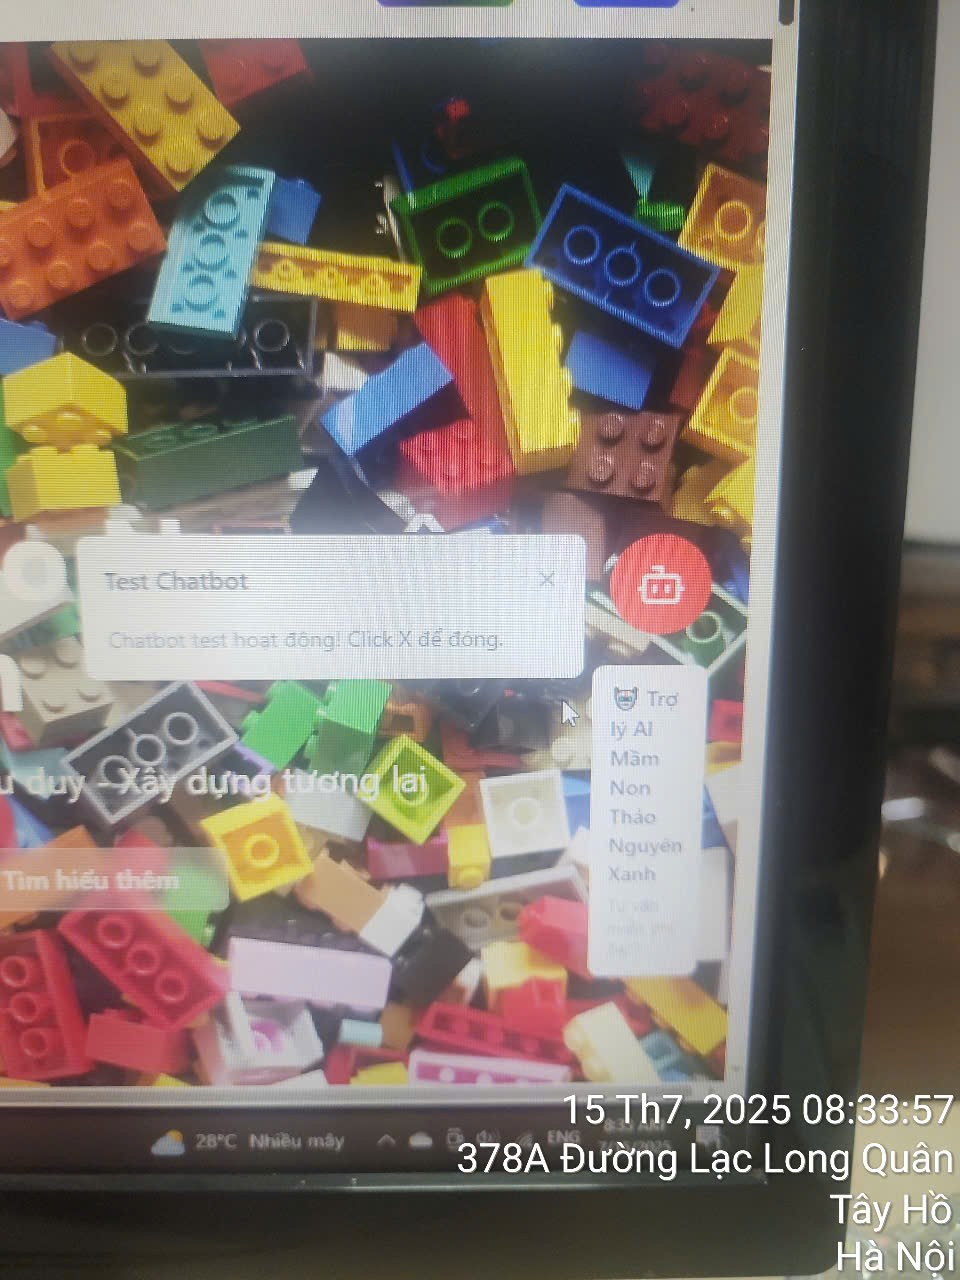 Test Chatbot
Chatbot test hoạt động! Click X để đóng.
Trợ
lý AI
Mầm
Non
Thảo
Nguyên
Xanh
Tư vấn
duy - Xây dựng tương lai
Tìm hiểu thêm
28°C Nhiều mây
ENG
15 Th7, 2025 08:33:57
378A Đường Lạc Long Quân
Tây Hồ
Hà Nội